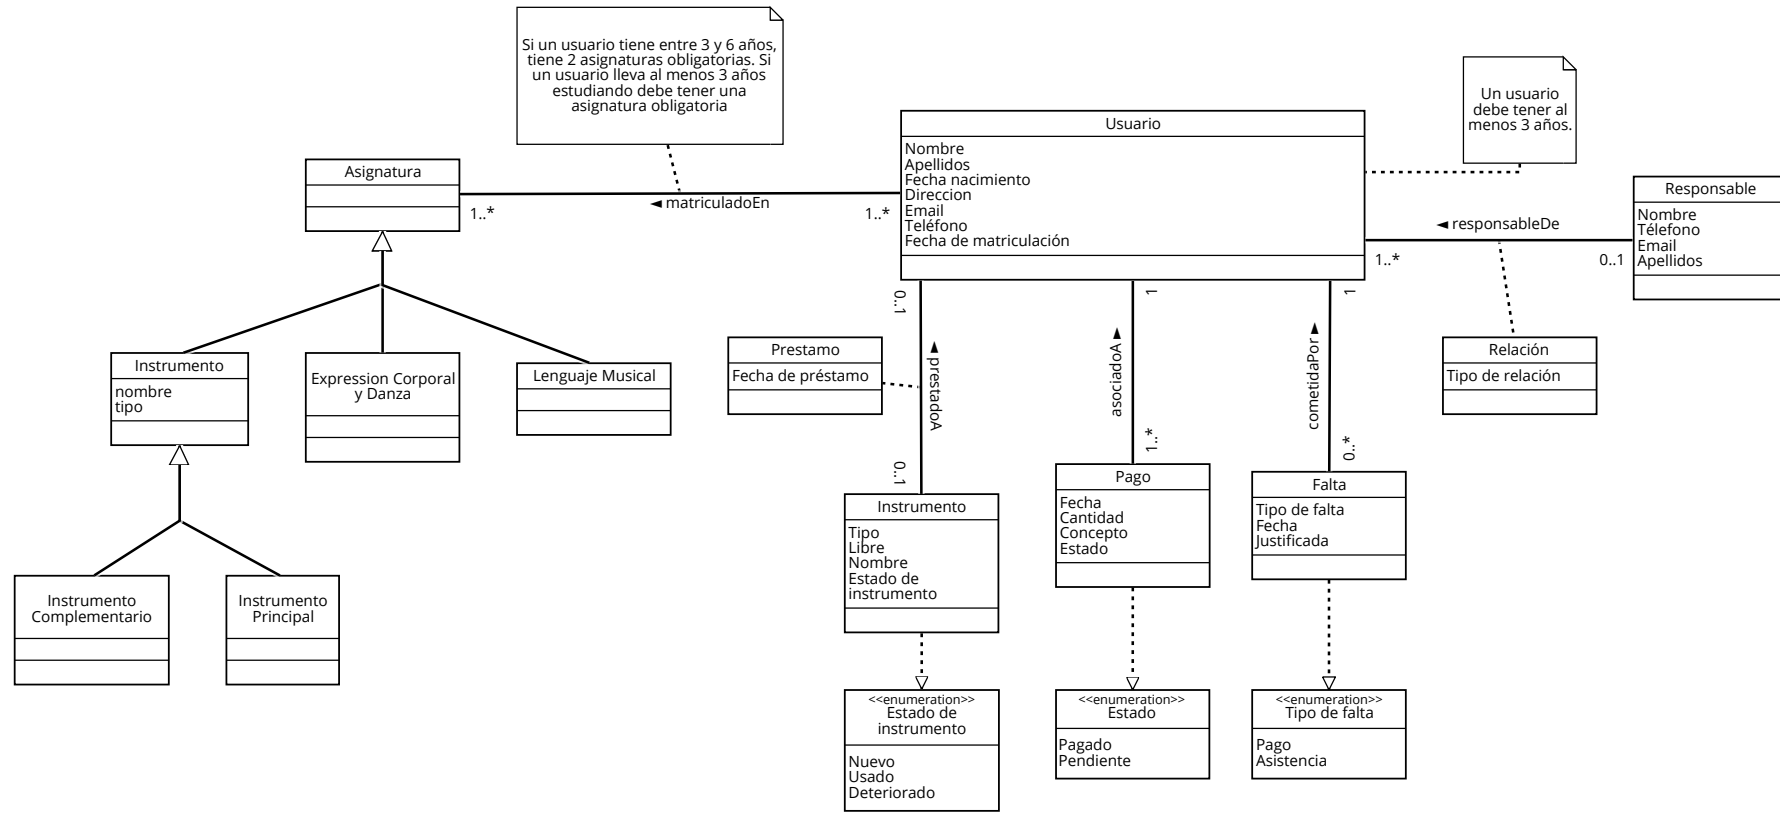 Si un usuario tiene entre 3 y 6 años,
tiene 2 asignaturas obligatorias. Si
un usuario lleva al menos 3 años
estudiando debe tener una
asignatura obligatoria
Un usuario
debe tener al
menos 3 años.
Usuario
Nombre
Apellidos
Fecha nacimiento
Direccion
Email
Teléfono
Fecha de matriculación
Asignatura
1..*
◄ matriculadoEn
1..*
Responsable
Nombre
Télefono
Email
Apellidos
◄ responsableDe
1..*
0..1
0..1
1
1
Instrumento
nombre
tipo
Expression Corporal
y Danza
Lenguaje Musical
Prestamo
Fecha de préstamo
◄ prestadoA
asociadoA ►
cometidaPor ►
Relación
Tipo de relación
0..1
1..*
0..*
Instrumento
Tipo
Libre
Nombre
Estado de
instrumento
Pago
Fecha
Cantidad
Concepto
Estado
Falta
Tipo de falta
Fecha
Justificada
Instrumento
Complementario
Instrumento
Principal
<<enumeration>>
Estado de
instrumento
Nuevo
Usado
Deteriorado
<<enumeration>>
Estado
Pagado
Pendiente
<<enumeration>>
Tipo de falta
Pago
Asistencia